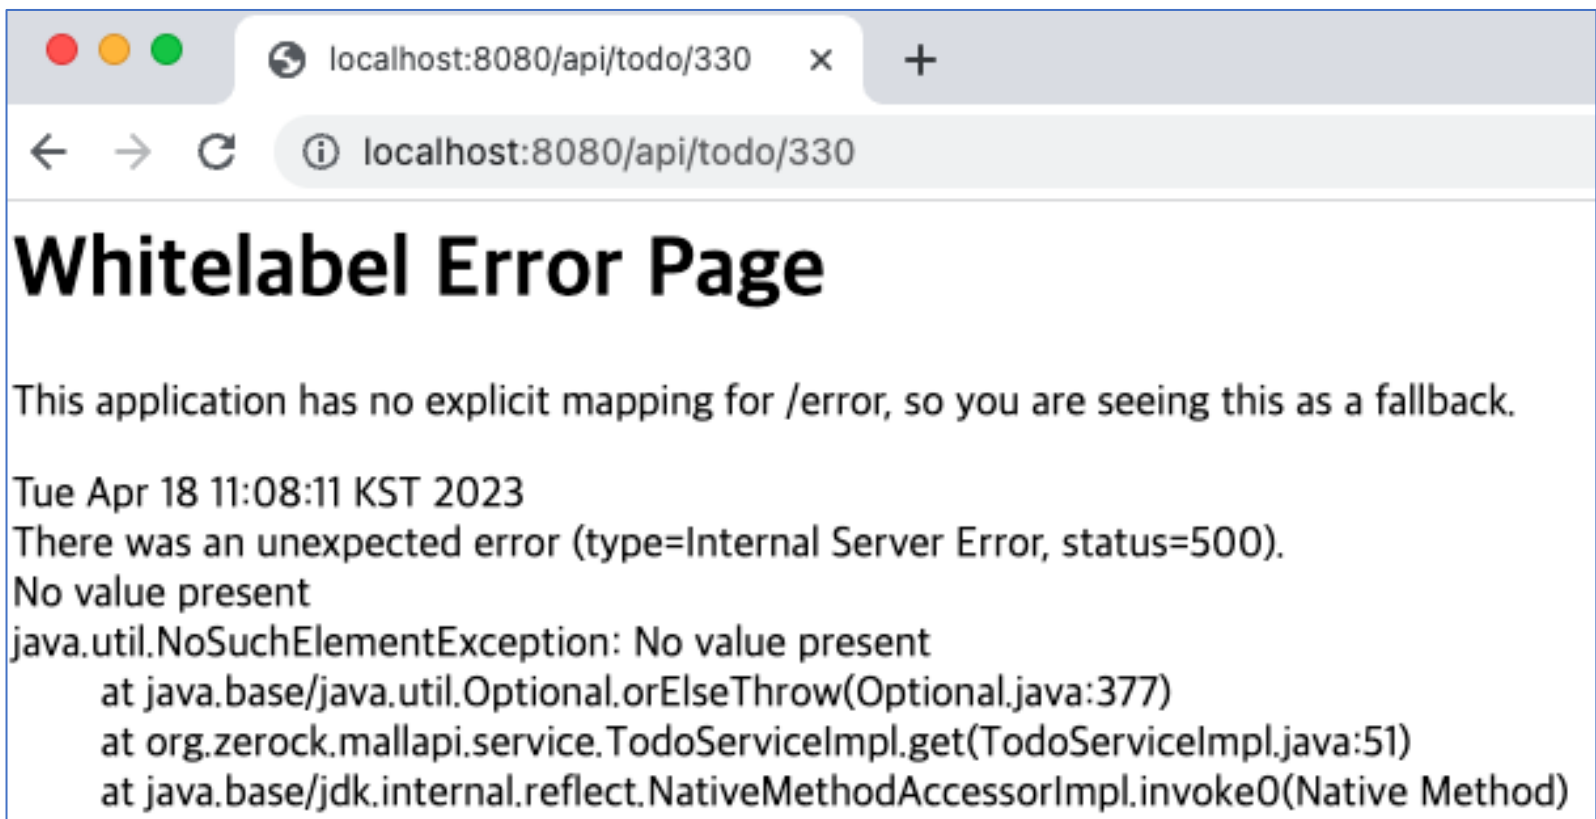 localhost:8080/api/todo/330
localhost:8080/api/todo/330
Whitelabel Error Page
This application has no explicit mapping for /error, so you are seeing this as a fallback.
Tue Apr 18 11:08:11 KST 2023
There was an unexpected error (type=Internal Server Error, status=500).
No value present
java.util.NoSuchElementException: No value present
at java.base/java.util.Optional.orElseThrow(Optional.java:377)
at org.zerock.mallapi.service.TodoServiceImpl.get(TodoServiceImpl.java:51)
at java.base/jdk.internal.reflect.NativeMethodAccessorImpl.invoke0(Native Method)